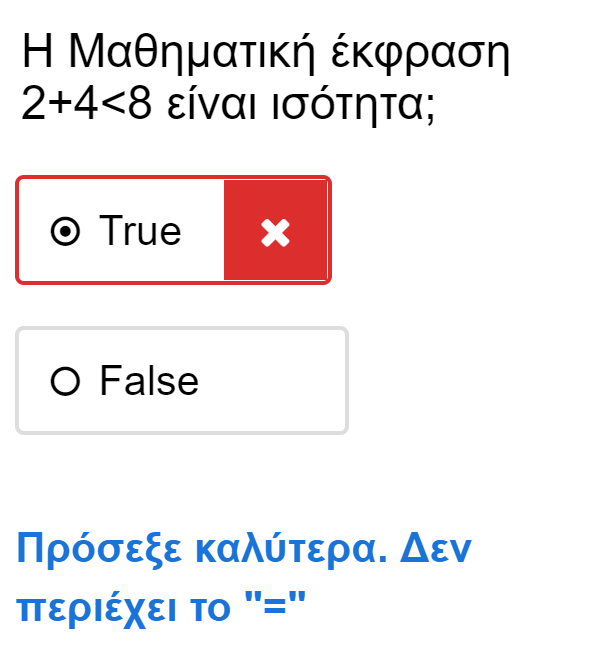 Η Μαθηματική έκφραση
2+4<8 είναι ισότητα;
True
False
Πρόσεξε καλύτερα. Δεν
περιέχει το "="